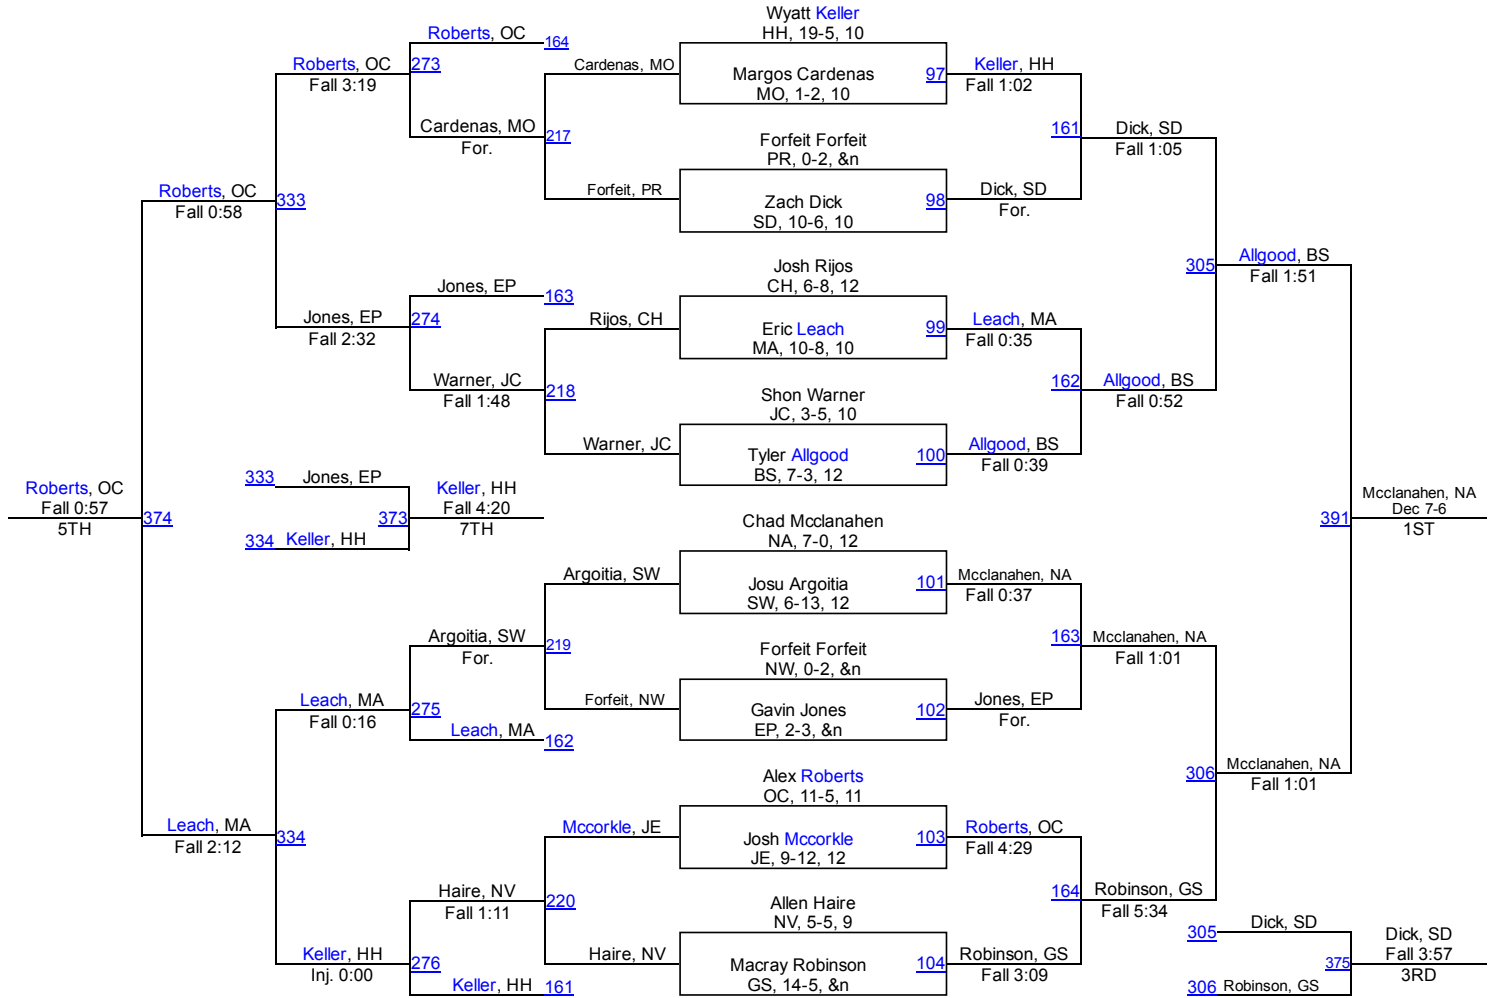 Wyatt Keller
HH, 19-5, 10
Roberts, OC
164
Roberts, OC
273
Fall 3:19
Cardenas, MO
Margos Cardenas
MO, 1-2, 10
97
Keller, HH
Fall 1:02
Cardenas, MO
For.
217
161
Dick, SD
Fall 1:05
Forfeit Forfeit
PR, 0-2, &n
Roberts, OC
Fall 0:58
333
Forfeit, PR
Zach Dick
SD, 10-6, 10
98
Dick, SD
For.
Josh Rijos
CH, 6-8, 12
305
Allgood, BS
Fall 1:51
Jones, EP
163
Jones, EP
Fall 2:32
274
Rijos, CH
Eric Leach
MA, 10-8, 10
99
Leach, MA
Fall 0:35
Warner, JC
Fall 1:48
218
162
Allgood, BS
Fall 0:52
Shon Warner
JC, 3-5, 10
Warner, JC
Tyler Allgood
BS, 7-3, 12
100
Allgood, BS
Fall 0:39
333
Jones, EP
Roberts, OC
Fall 0:57
5TH
374
373
Keller, HH
Fall 4:20
7TH
334
Keller, HH
391
Mcclanahen, NA
Dec 7-6
1ST
Chad Mcclanahen
NA, 7-0, 12
Argoitia, SW
Josu Argoitia
SW, 6-13, 12
101
Mcclanahen, NA
Fall 0:37
Argoitia, SW
For.
219
163
Mcclanahen, NA
Fall 1:01
Forfeit Forfeit
NW, 0-2, &n
Leach, MA
Fall 0:16
275
Forfeit, NW
Gavin Jones
EP, 2-3, &n
102
Jones, EP
For.
Leach, MA
162
306
Mcclanahen, NA
Fall 1:01
Alex Roberts
OC, 11-5, 11
Leach, MA
Fall 2:12
334
Mccorkle, JE
Josh Mccorkle
JE, 9-12, 12
103
Roberts, OC
Fall 4:29
Haire, NV
Fall 1:11
220
164
Robinson, GS
Fall 5:34
Allen Haire
NV, 5-5, 9
305
Dick, SD
Keller, HH
Inj. 0:00
276
Haire, NV
Macray Robinson
GS, 14-5, &n
104
Robinson, GS
Fall 3:09
375
Dick, SD
Fall 3:57
3RD
Keller, HH
161
306
Robinson, GS